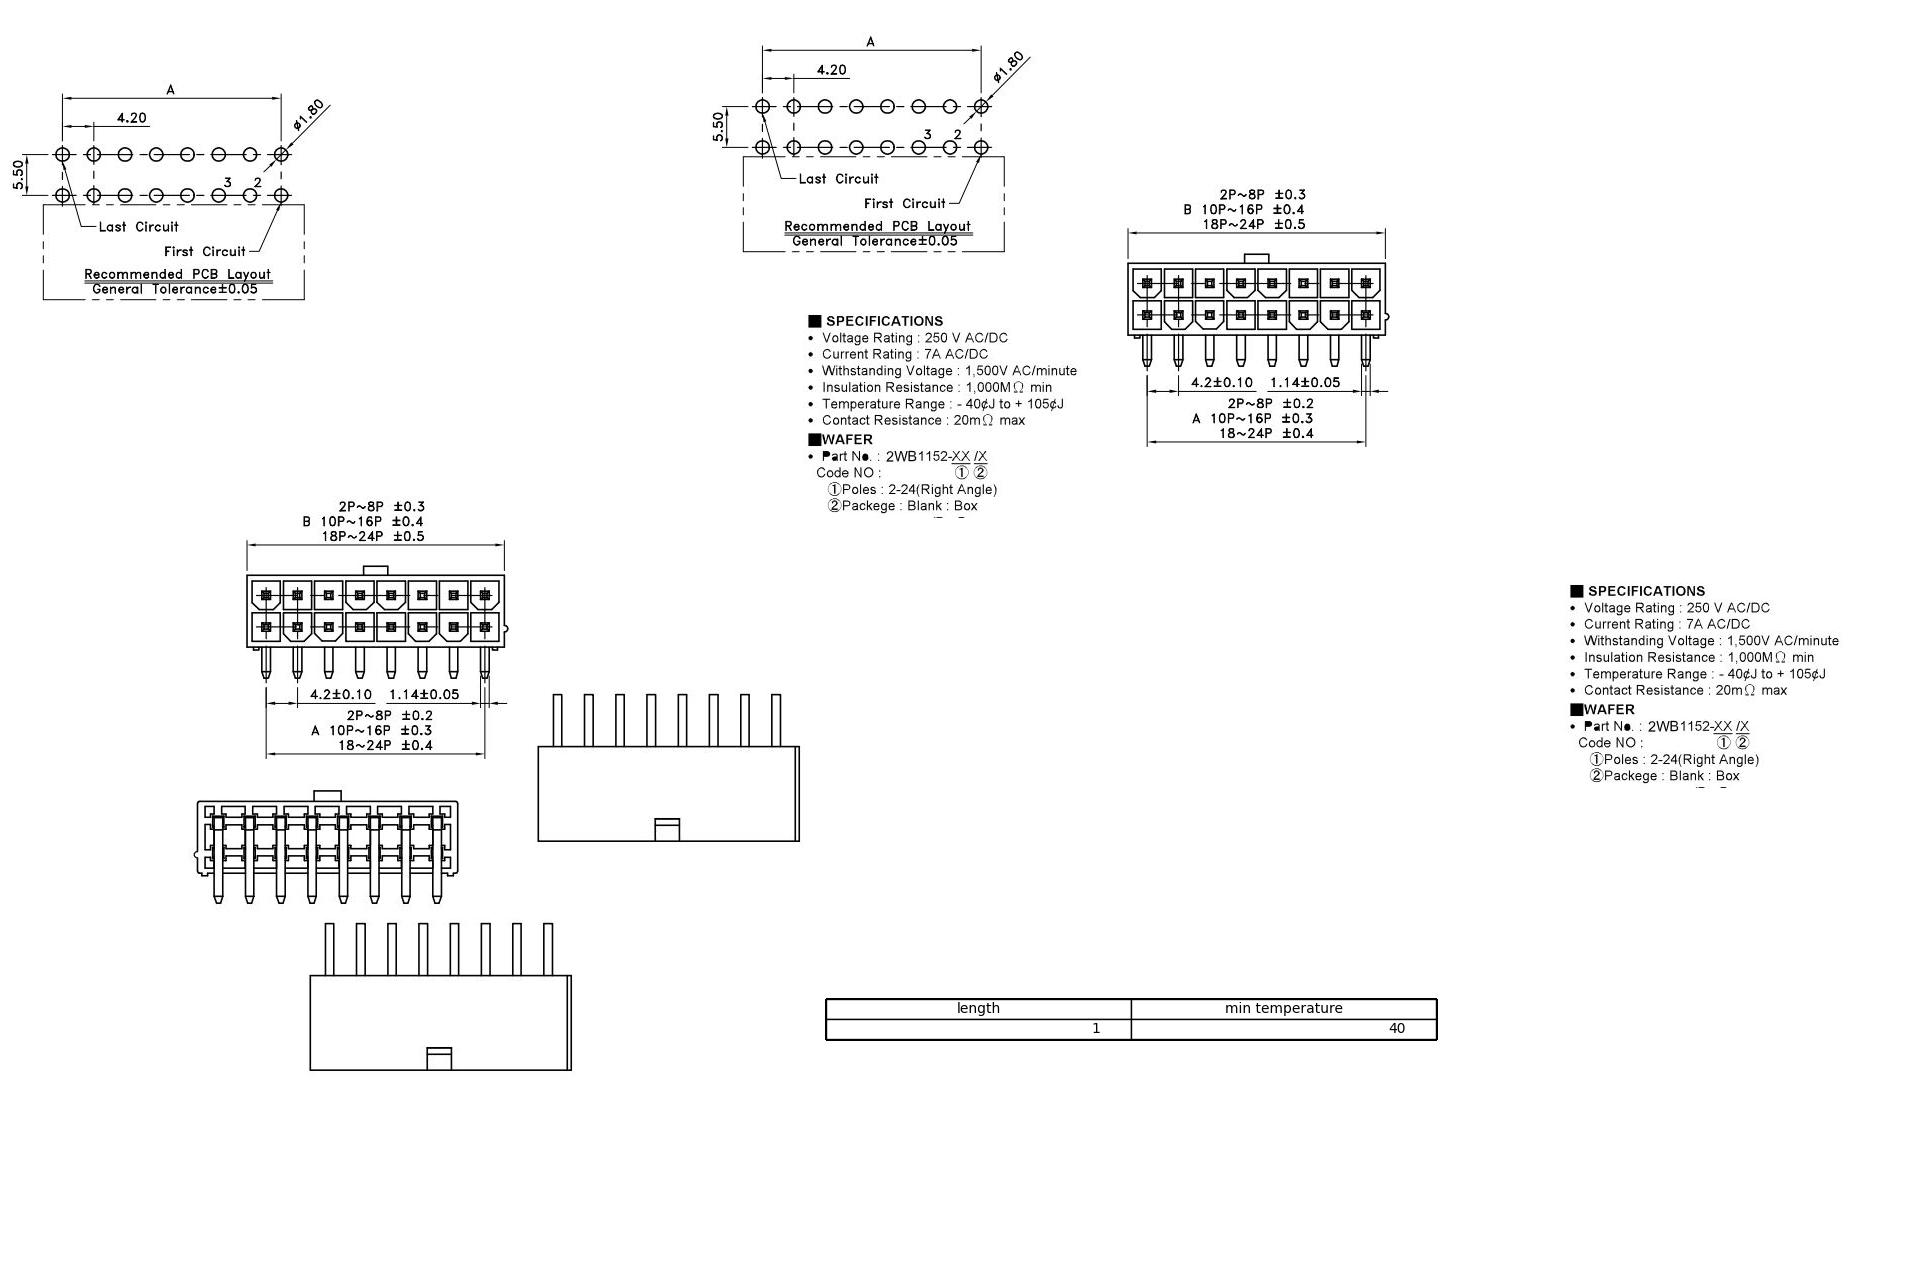 A
4.20
ø1.80
5.50
3 2
Last Circuit
First Circuit
Recommended PCB Layout
General Tolerance±0.05
A
4.20
ø1.80
5.50
3 2
Last Circuit
First Circuit
Recommended PCB Layout
General Tolerance±0.05
2P~8P ±0.3
B 10P~16P ±0.4
18P~24P ±0.5
4.2±0.10 1.14±0.05
2P~8P ±0.2
A 10P~16P ±0.3
18~24P ±0.4
■ SPECIFICATIONS
• Voltage Rating : 250 V AC/DC
• Current Rating : 7A AC/DC
• Withstanding Voltage : 1,500V AC/minute
• Insulation Resistance : 1,000MΩ min
• Temperature Range : - 40¢J to + 105¢J
• Contact Resistance : 20mΩ max
■WAFER
• Part No. : 2WB1152-XX /X
Code NO : ① ②
①Poles : 2-24(Right Angle)
②Packege : Blank : Box
2P~8P ±0.3
B 10P~16P ±0.4
18P~24P ±0.5
4.2±0.10 1.14±0.05
2P~8P ±0.2
A 10P~16P ±0.3
18~24P ±0.4
■ SPECIFICATIONS
• Voltage Rating : 250 V AC/DC
• Current Rating : 7A AC/DC
• Withstanding Voltage : 1,500V AC/minute
• Insulation Resistance : 1,000MΩ min
• Temperature Range : - 40¢J to + 105¢J
• Contact Resistance : 20mΩ max
■WAFER
• Part No. : 2WB1152-XX /X
Code NO : ① ②
①Poles : 2-24(Right Angle)
②Packege : Blank : Box
length min temperature
1 40